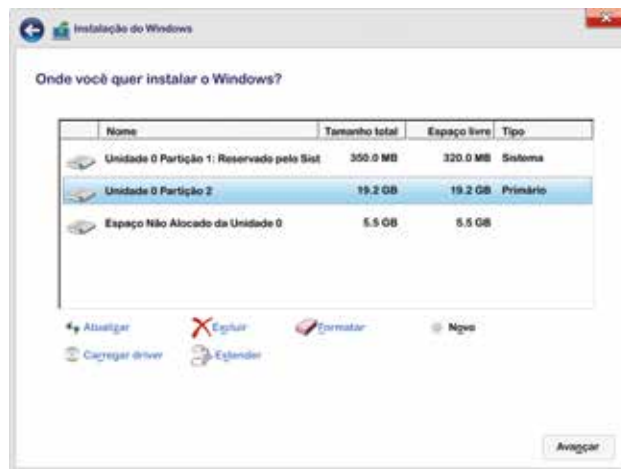 Instalação do Windows
Onde você quer instalar o Windows?
Nome Tamanho total Espaço livre Tipo
Unidade 0 Partição 1: Reservado pelo Sist 350.0 MB 320.0 MB Sistema
Unidade 0 Partição 2 19.2 GB 19.2 GB Primário
Espaço Não Alocado da Unidade 0 5.5 GB 5.5 GB
Atualizar Excluir Formatar Novo
Carregar driver Estender
Avançar